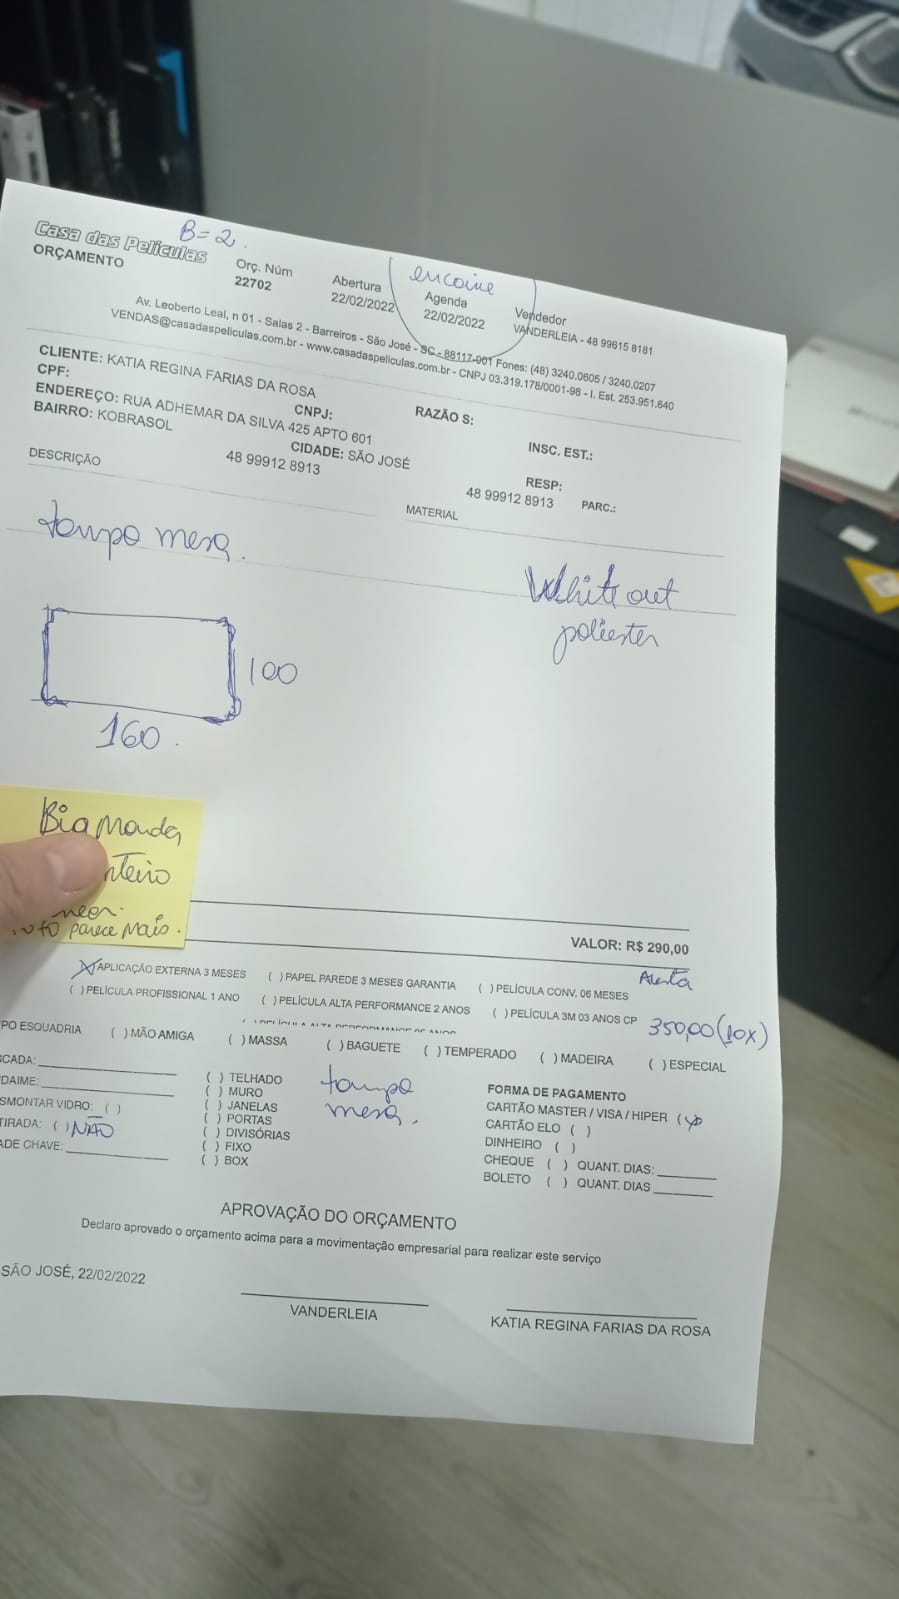 Casa das Películas
B=2.
ORÇAMENTO
Orç. Núm
22702
Abertura
22/02/2022
encaixe
Agenda
22/02/2022
Vendedor
VANDERLEIA - 48 99615 8181
Av. Leoberto Leal, n 01 - Salas 2 - Barreiros - São José - SC - 88117-001 Fones: (48) 3240.0605 / 3240.0207
VENDAS@casadaspeliculas.com.br - www.casadaspeliculas.com.br - CNPJ 03.319.178/0001-98 - I. Est. 253.951.640
CLIENTE: KATIA REGINA FARIAS DA ROSA
CPF:
CNPJ:
RAZÃO S:
INSC. EST.:
ENDEREÇO: RUA ADHEMAR DA SILVA 425 APTO 601
BAIRRO: KOBRASOL
CIDADE: SÃO JOSÉ
RESP:
48 99912 8913
48 99912 8913
PARC.:
DESCRIÇÃO
MATERIAL
tampo mesa.
White out
poliester
100
160.
Bia Manda
nteiro
parece mais.
VALOR: R$ 290,00
(X) APLICAÇÃO EXTERNA 3 MESES ( ) PAPEL PAREDE 3 MESES GARANTIA ( ) PELÍCULA CONV. 06 MESES
( ) PELÍCULA PROFISSIONAL 1 ANO ( ) PELÍCULA ALTA PERFORMANCE 2 ANOS ( ) PELÍCULA 3M 03 ANOS CP
350,00 (10x)
PO ESQUADRIA ( ) MÃO AMIGA ( ) MASSA ( ) BAGUETE ( ) TEMPERADO ( ) MADEIRA ( ) ESPECIAL
CADA:
DAIME:
SMONTAR VIDRO: ( )
TIRADA: ( ) NÃO
ADE CHAVE:
( ) TELHADO
( ) MURO
( ) JANELAS
( ) PORTAS
( ) DIVISÓRIAS
( ) FIXO
( ) BOX
tampo
mesa.
FORMA DE PAGAMENTO
CARTÃO MASTER / VISA / HIPER (X)
CARTÃO ELO ( )
DINHEIRO ( )
CHEQUE ( ) QUANT. DIAS:
BOLETO ( ) QUANT. DIAS
APROVAÇÃO DO ORÇAMENTO
Declaro aprovado o orçamento acima para a movimentação empresarial para realizar este serviço
SÃO JOSÉ, 22/02/2022
VANDERLEIA
KATIA REGINA FARIAS DA ROSA